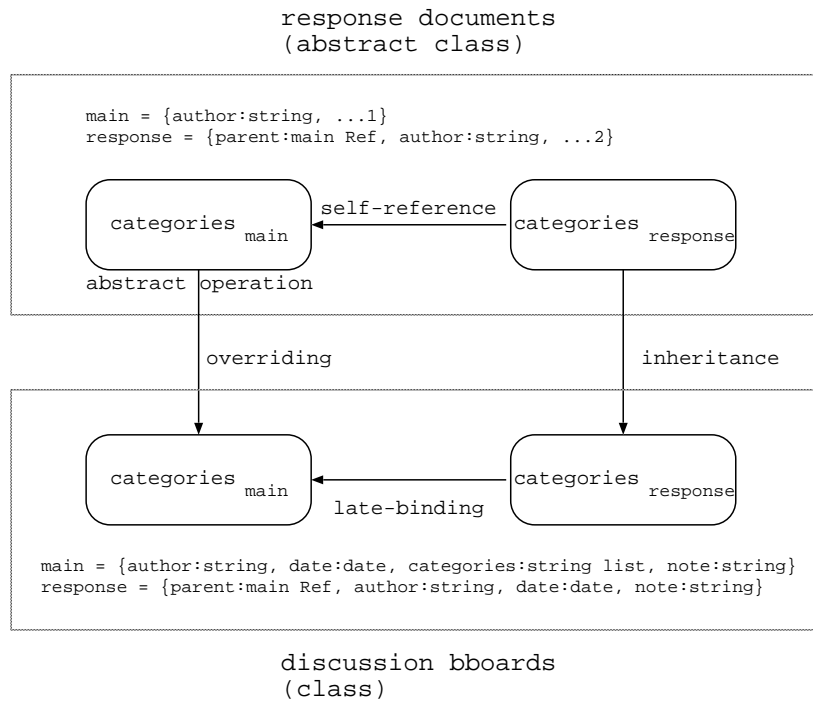 response documents
(abstract class)
main = {author:string, ...1}
response = {parent:main Ref, author:string, ...2}
categories main
self-reference
categories response
abstract operation
overriding
inheritance
categories main
late-binding
categories response
main = {author:string, date:date, categories:string list, note:string}
response = {parent:main Ref, author:string, date:date, note:string}
discussion bboards
(class)